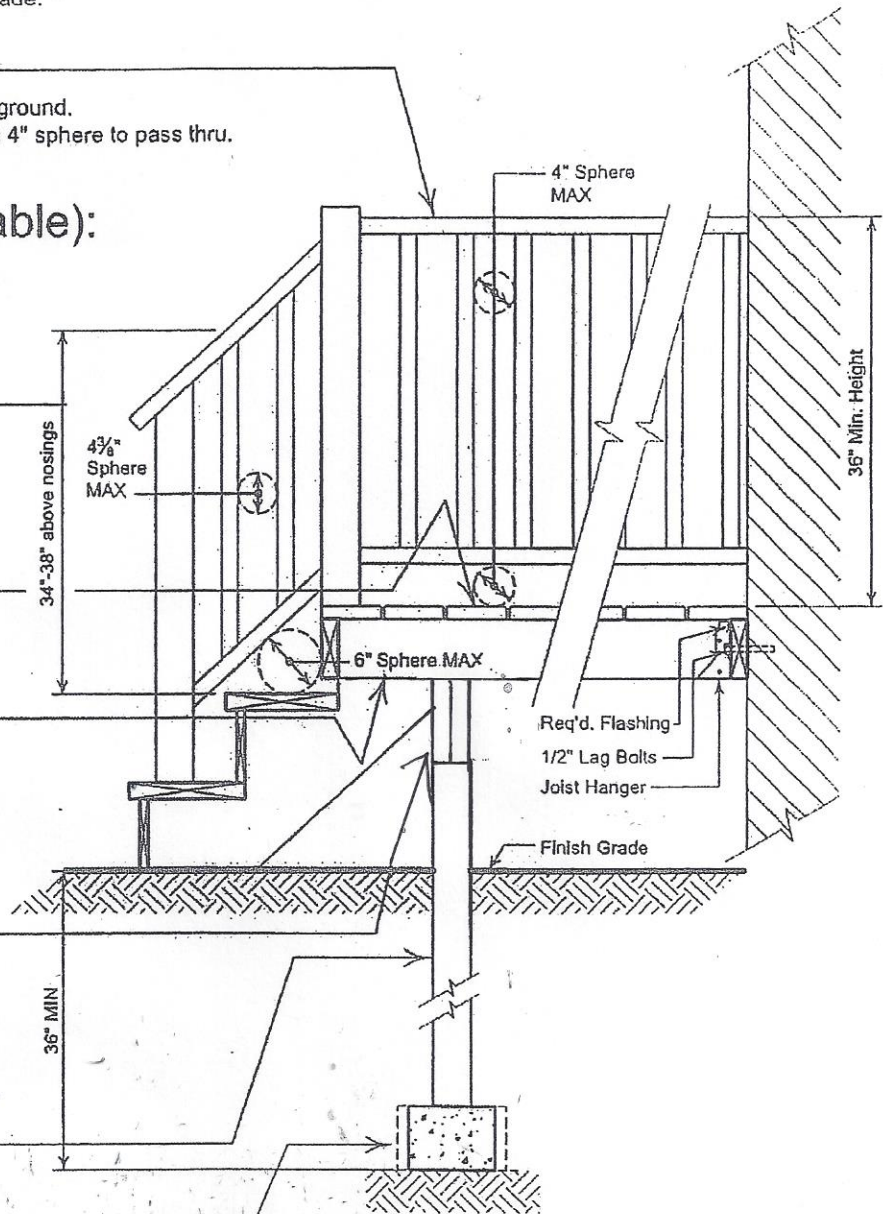 ade.
ground.
4" sphere to pass thru.
able):
4" Sphere
MAX
36" Min. Height
34"-38" above nosings
4⅜"
Sphere
MAX
6" Sphere MAX
Req'd. Flashing
1/2" Lag Bolts
Joist Hanger
Finish Grade
36" MIN